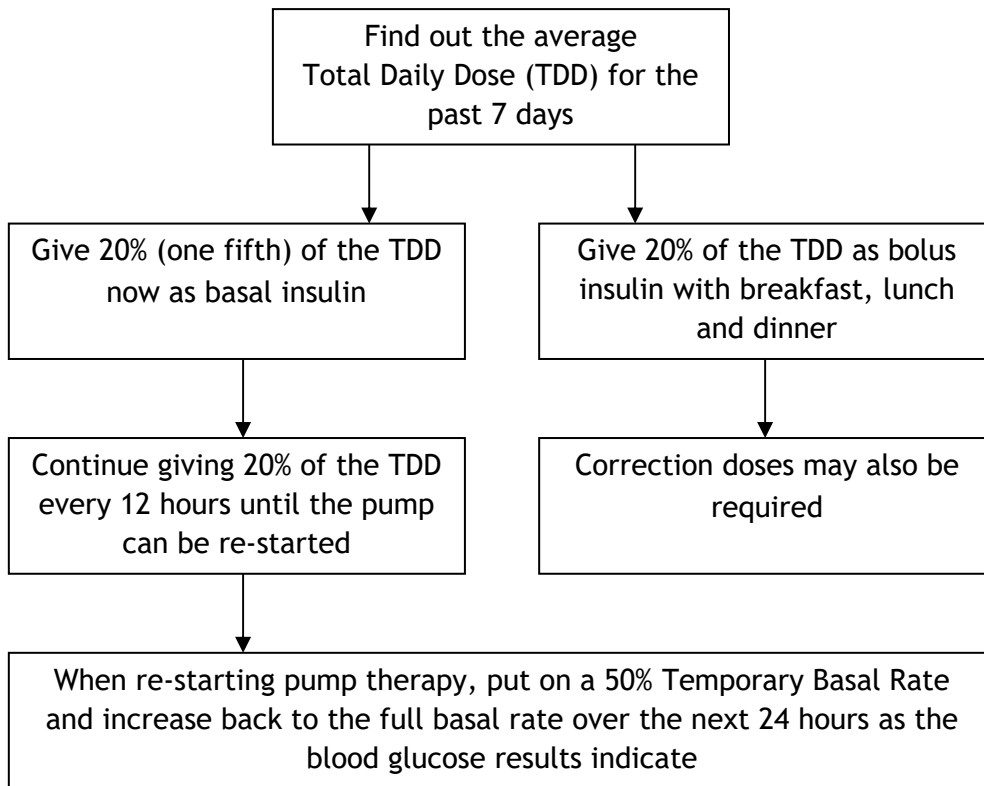 Find out the average
Total Daily Dose (TDD) for the
past 7 days
Give 20% (one fifth) of the TDD
now as basal insulin
Give 20% of the TDD as bolus
insulin with breakfast, lunch
and dinner
Continue giving 20% of the TDD
every 12 hours until the pump
can be re-started
Correction doses may also be
required
When re-starting pump therapy, put on a 50% Temporary Basal Rate
and increase back to the full basal rate over the next 24 hours as the
blood glucose results indicate